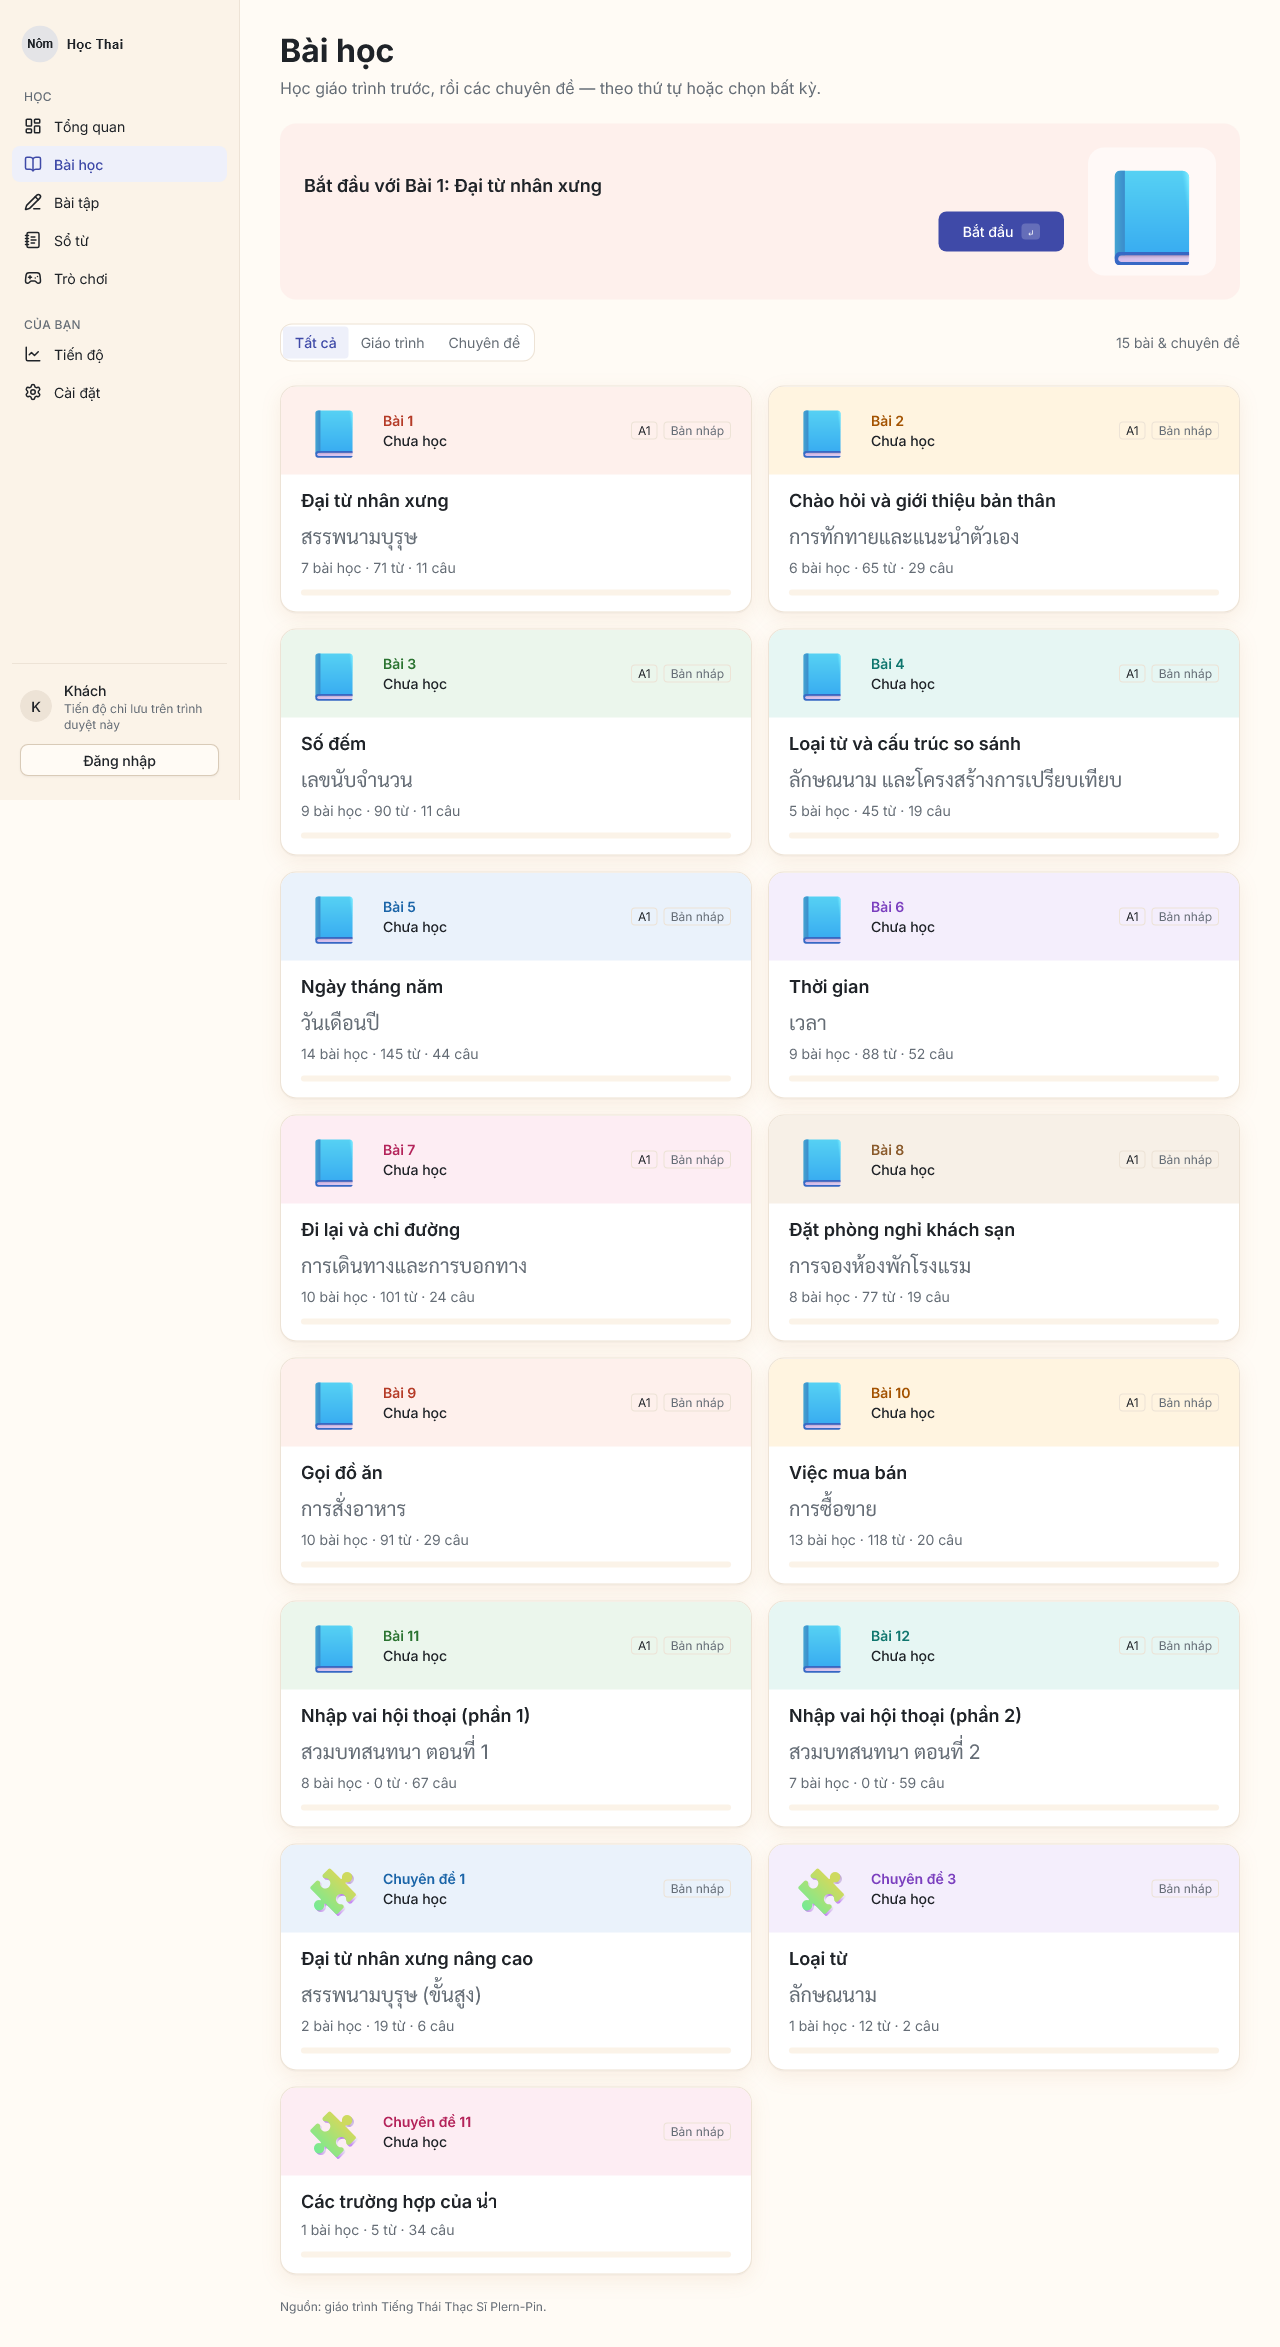 Nôm
Học Thai
HỌC
Tổng quan
Bài học
Bài tập
Sổ từ
Trò chơi
CỦA BẠN
Tiến độ
Cài đặt
K
Khách
Tiến độ chỉ lưu trên trình
duyệt này
Đăng nhập
Bài học
Học giáo trình trước, rồi các chuyên đề — theo thứ tự hoặc chọn bất kỳ.
Bắt đầu với Bài 1: Đại từ nhân xưng
Bắt đầu ↲
Tất cả Giáo trình Chuyên đề
15 bài & chuyên đề
Bài 1
Chưa học
A1 Bản nháp
Đại từ nhân xưng
สรรพนามบุรุษ
7 bài học · 71 từ · 11 câu
Bài 2
Chưa học
A1 Bản nháp
Chào hỏi và giới thiệu bản thân
การทักทายและแนะนำตัวเอง
6 bài học · 65 từ · 29 câu
Bài 3
Chưa học
A1 Bản nháp
Số đếm
เลขนับจำนวน
9 bài học · 90 từ · 11 câu
Bài 4
Chưa học
A1 Bản nháp
Loại từ và cấu trúc so sánh
ลักษณนาม และโครงสร้างการเปรียบเทียบ
5 bài học · 45 từ · 19 câu
Bài 5
Chưa học
A1 Bản nháp
Ngày tháng năm
วันเดือนปี
14 bài học · 145 từ · 44 câu
Bài 6
Chưa học
A1 Bản nháp
Thời gian
เวลา
9 bài học · 88 từ · 52 câu
Bài 7
Chưa học
A1 Bản nháp
Đi lại và chỉ đường
การเดินทางและการบอกทาง
10 bài học · 101 từ · 24 câu
Bài 8
Chưa học
A1 Bản nháp
Đặt phòng nghỉ khách sạn
การจองห้องพักโรงแรม
8 bài học · 77 từ · 19 câu
Bài 9
Chưa học
A1 Bản nháp
Gọi đồ ăn
การสั่งอาหาร
10 bài học · 91 từ · 29 câu
Bài 10
Chưa học
A1 Bản nháp
Việc mua bán
การซื้อขาย
13 bài học · 118 từ · 20 câu
Bài 11
Chưa học
A1 Bản nháp
Nhập vai hội thoại (phần 1)
สวมบทสนทนา ตอนที่ 1
8 bài học · 0 từ · 67 câu
Bài 12
Chưa học
A1 Bản nháp
Nhập vai hội thoại (phần 2)
สวมบทสนทนา ตอนที่ 2
7 bài học · 0 từ · 59 câu
Chuyên đề 1
Chưa học
Bản nháp
Đại từ nhân xưng nâng cao
สรรพนามบุรุษ (ขั้นสูง)
2 bài học · 19 từ · 6 câu
Chuyên đề 3
Chưa học
Bản nháp
Loại từ
ลักษณนาม
1 bài học · 12 từ · 2 câu
Chuyên đề 11
Chưa học
Bản nháp
Các trường hợp của น่า
1 bài học · 5 từ · 34 câu
Nguồn: giáo trình Tiếng Thái Thạc Sĩ Plern-Pin.